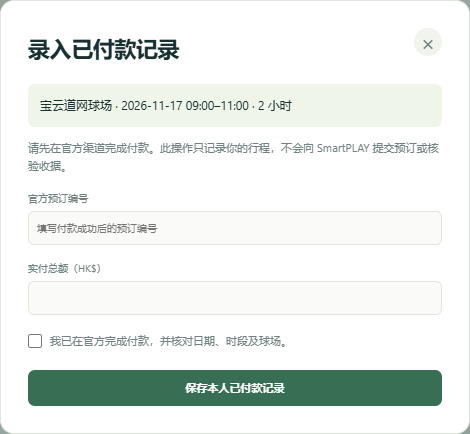 录入已付款记录
×
宝云道网球场 · 2026-11-17 09:00–11:00 · 2 小时
请先在官方渠道完成付款。此操作只记录你的行程，不会向 SmartPLAY 提交预订或核
验收据。
官方预订编号
填写付款成功后的预订编号
实付总额（HK$）
我已在官方完成付款，并核对日期、时段及球场。
保存本人已付款记录